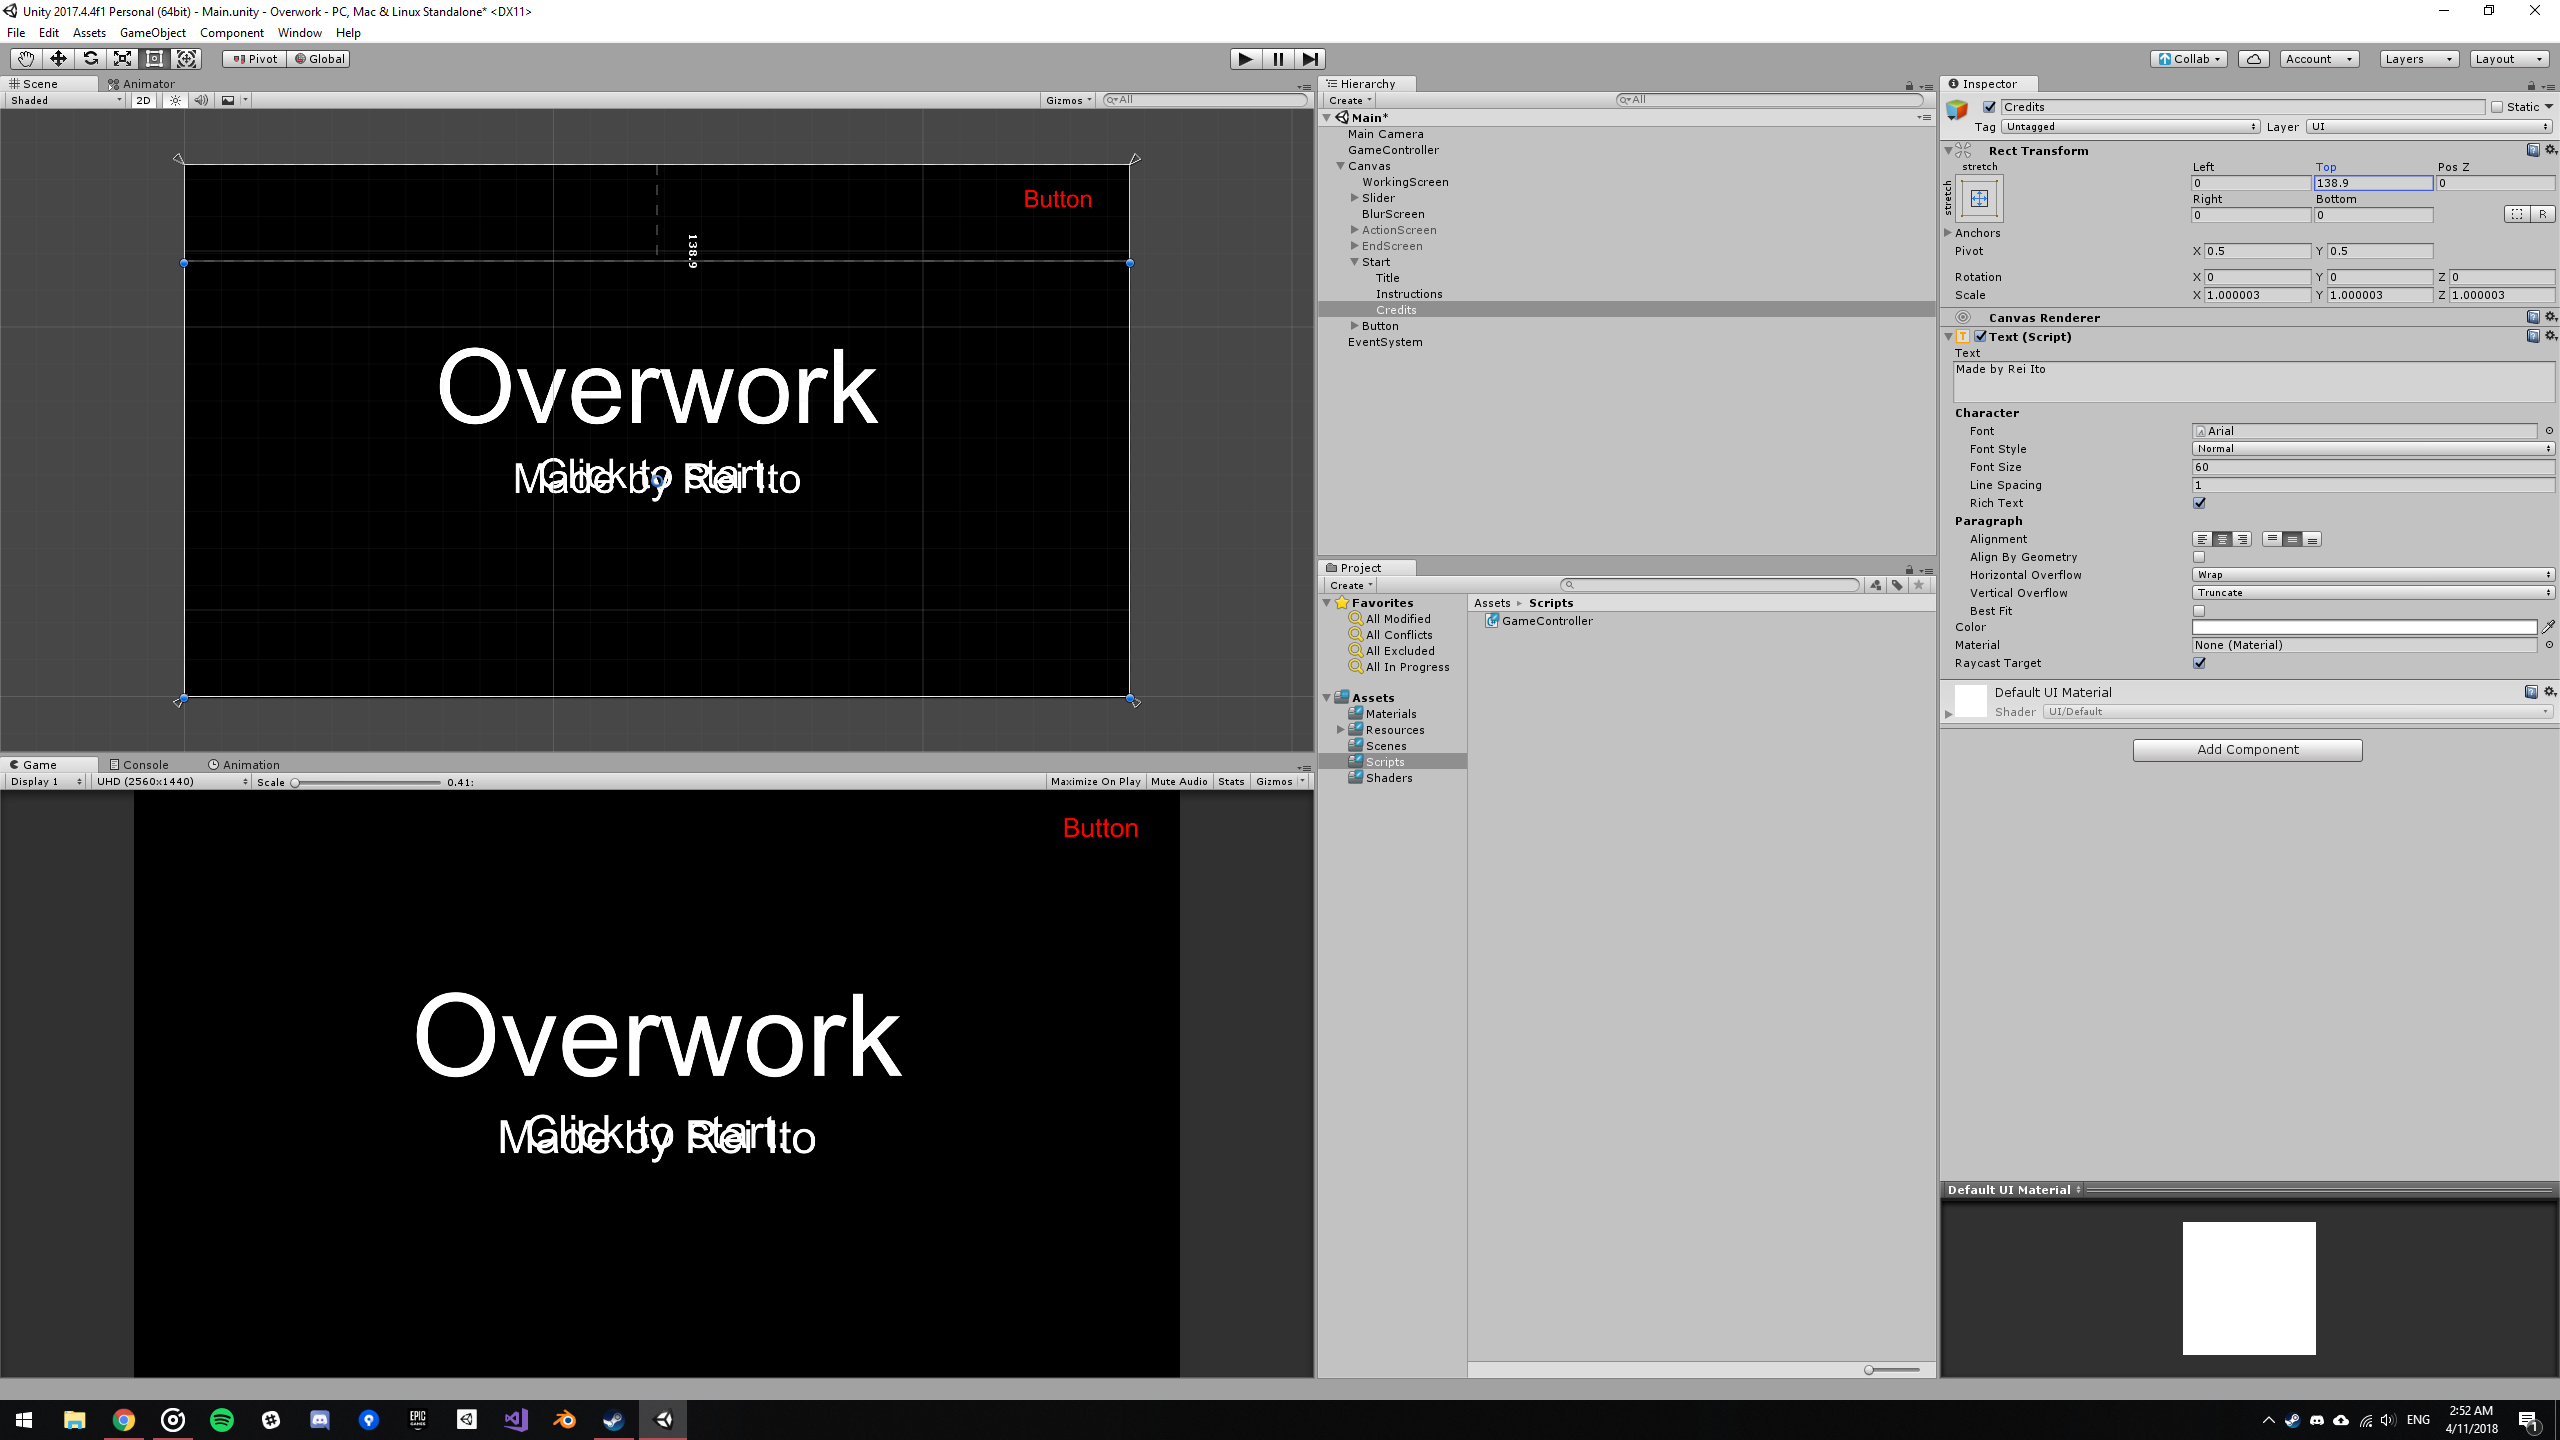 Unity 2017.4.4f1 Personal (64bit) - Main.unity - Overwork - PC, Mac & Linux Standalone* <DX11>
File Edit Assets GameObject Component Window Help
Pivot Global
Collab Account Layers Layout
Scene Animator
Shaded 2D Gizmos All
Button
138.9
Overwork
Click to start.
Made by Rei Ito
Game Console Animation
Display 1 UHD (2560x1440) Scale 0.41: Maximize On Play Mute Audio Stats Gizmos
Button
Overwork
Click to start.
Made by Rei Ito
Hierarchy
Create All
Main*
Main Camera
GameController
Canvas
WorkingScreen
Slider
BlurScreen
ActionScreen
EndScreen
Start
Title
Instructions
Credits
Button
EventSystem
Project
Create
Favorites
All Modified
All Conflicts
All Excluded
All In Progress
Assets
Materials
Resources
Scenes
Scripts
Shaders
Assets Scripts
GameController
Inspector
Credits Static
Tag Untagged Layer UI
Rect Transform
stretch Left Top Pos Z
stretch 0 138.9 0
Right Bottom
0 0 R
Anchors
Pivot X 0.5 Y 0.5
Rotation X 0 Y 0 Z 0
Scale X 1.000003 Y 1.000003 Z 1.000003
Canvas Renderer
Text (Script)
Text
Made by Rei Ito
Character
Font Arial
Font Style Normal
Font Size 60
Line Spacing 1
Rich Text
Paragraph
Alignment
Align By Geometry
Horizontal Overflow Wrap
Vertical Overflow Truncate
Best Fit
Color
Material None (Material)
Raycast Target
Default UI Material
Shader UI/Default
Add Component
Default UI Material
EPIC GAMES
ENG 2:52 AM
4/11/2018
1